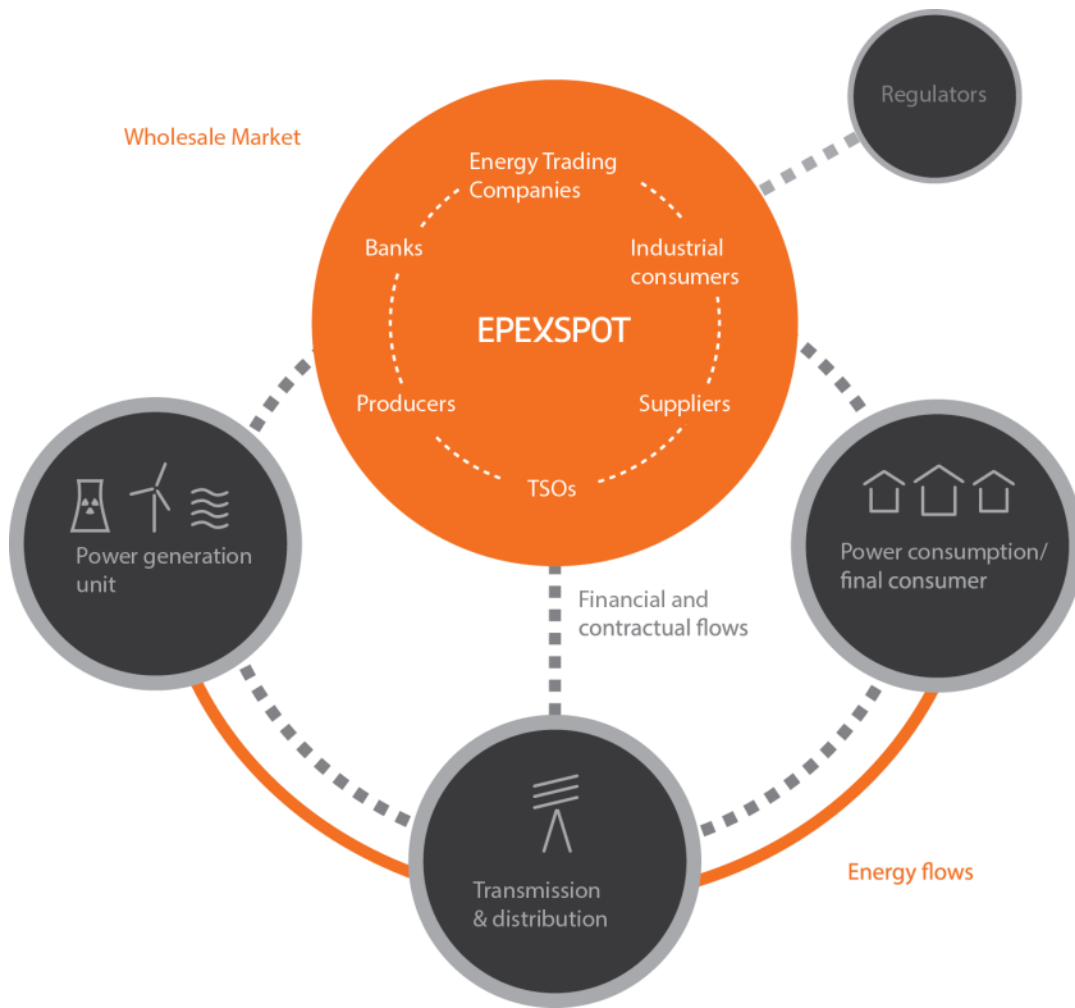 Regulators
Wholesale Market
Energy Trading
Companies
Banks
Industrial
consumers
EPEXSPOT
Producers
Suppliers
TSOs
Power generation
unit
Power consumption/
final consumer
Financial and
contractual flows
Transmission
& distribution
Energy flows